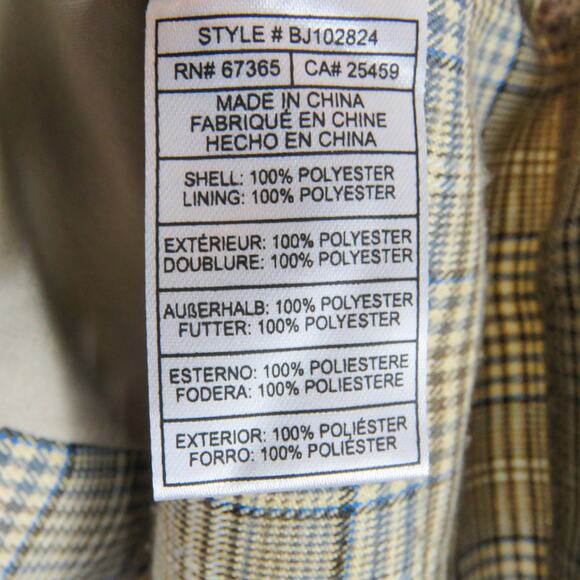 STYLE # BJ102824
RN# 67365 CA# 25459
MADE IN CHINA
FABRIQUÉ EN CHINE
HECHO EN CHINA
SHELL: 100% POLYESTER
LINING: 100% POLYESTER
EXTÉRIEUR: 100% POLYESTER
DOUBLURE: 100% POLYESTER
AUßERHALB: 100% POLYESTER
FUTTER: 100% POLYESTER
ESTERNO: 100% POLIESTERE
FODERA: 100% POLIESTERE
EXTERIOR: 100% POLIÉSTER
FORRO: 100% POLIÉSTER